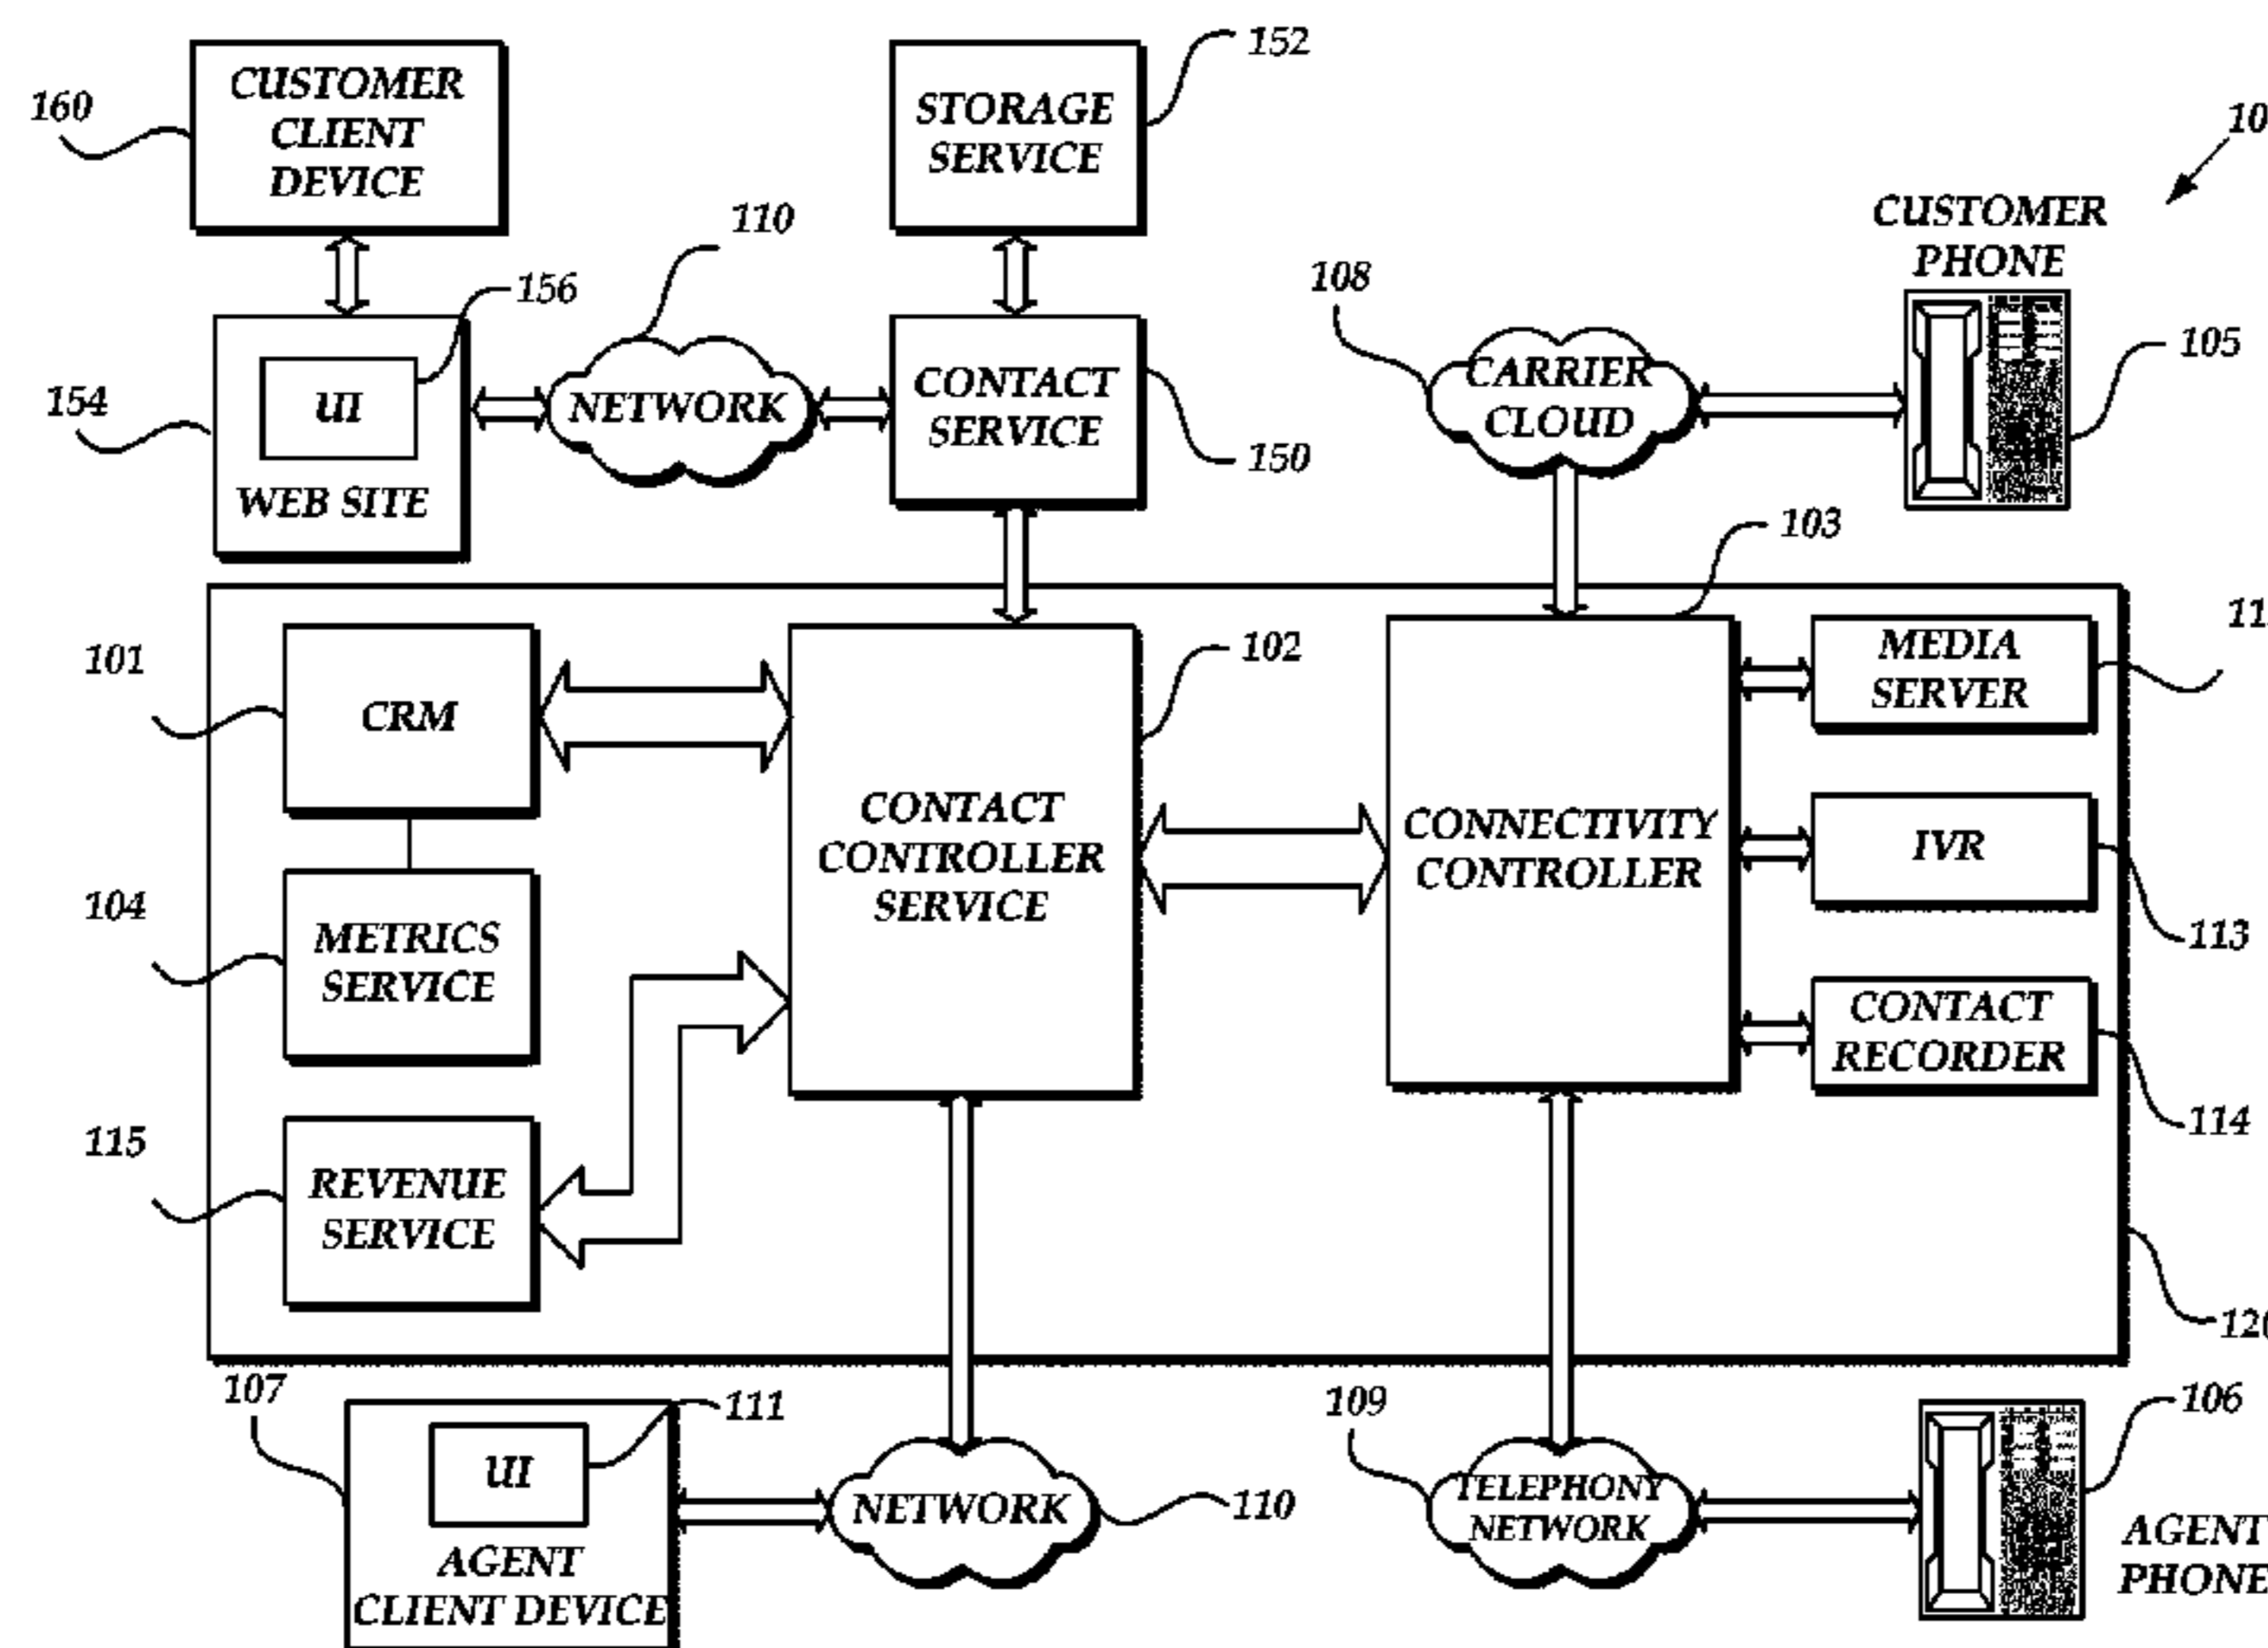 160
CUSTOMER
CLIENT
DEVICE
STORAGE
SERVICE
152
10
CUSTOMER
PHONE
105
110
156
UI
154
WEB SITE
NETWORK
CONTACT
SERVICE
150
108
CARRIER
CLOUD
103
101
CRM
102
CONTACT
CONTROLLER
SERVICE
CONNECTIVITY
CONTROLLER
MEDIA
SERVER
11
IVR
113
104
METRICS
SERVICE
CONTACT
RECORDER
114
115
REVENUE
SERVICE
120
107
UI
111
AGENT
CLIENT DEVICE
NETWORK
110
109
TELEPHONY
NETWORK
106
AGENT
PHONE